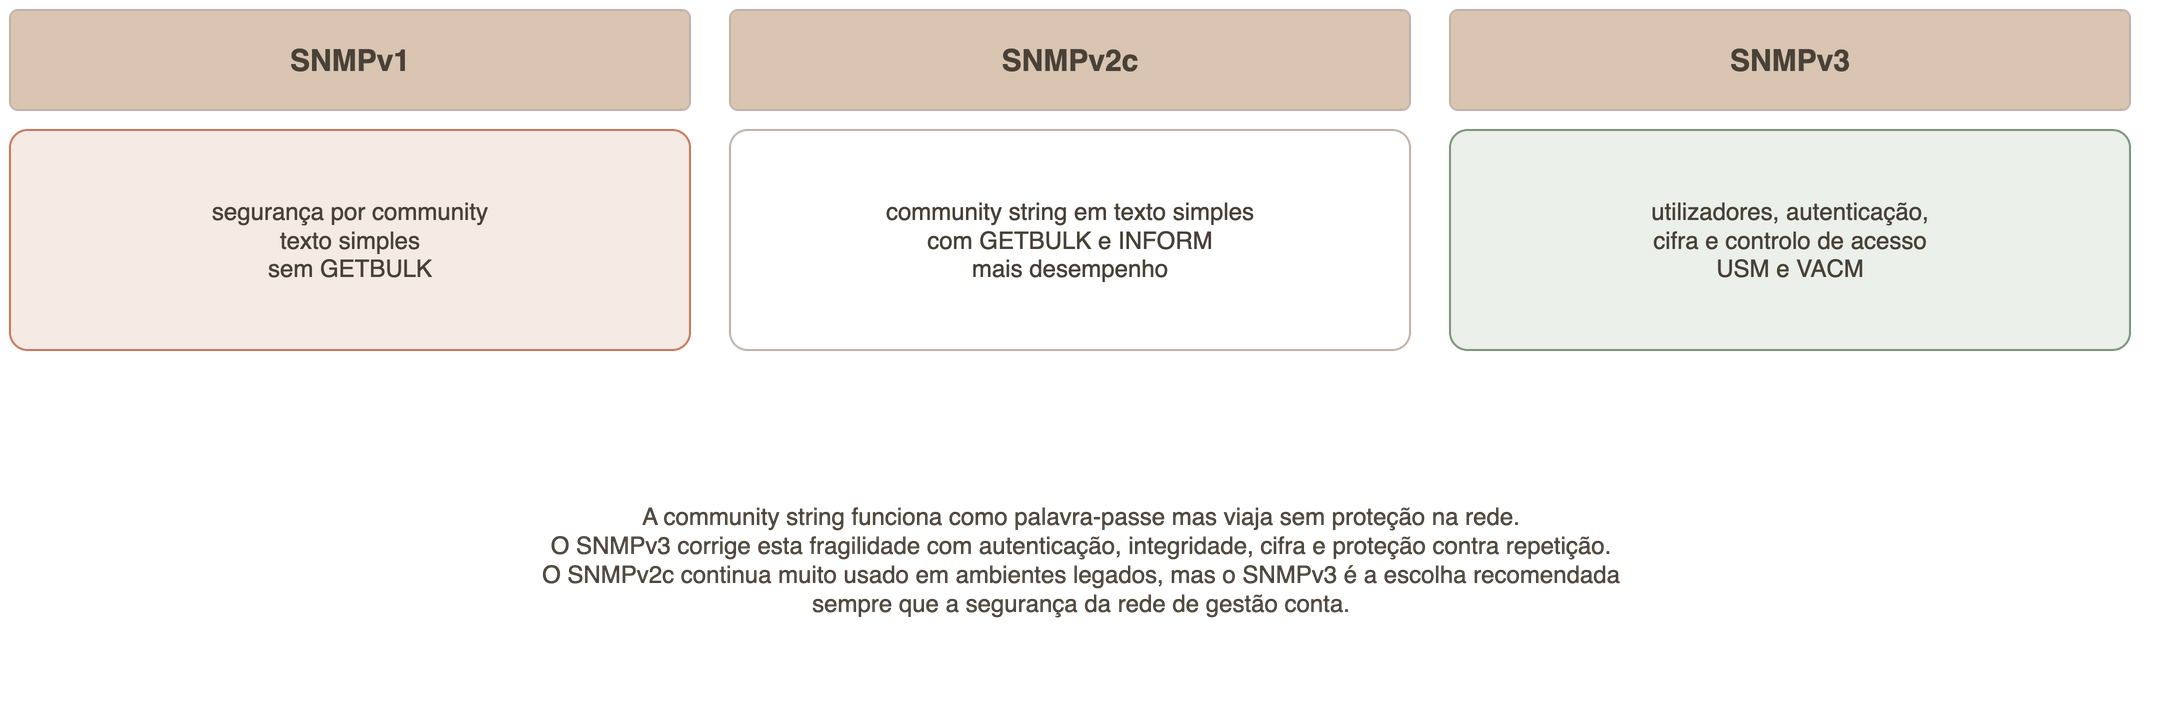 SNMPv1
SNMPv2c
SNMPv3
segurança por community
texto simples
sem GETBULK
community string em texto simples
com GETBULK e INFORM
mais desempenho
utilizadores, autenticação,
cifra e controlo de acesso
USM e VACM
A community string funciona como palavra-passe mas viaja sem proteção na rede.
O SNMPv3 corrige esta fragilidade com autenticação, integridade, cifra e proteção contra repetição.
O SNMPv2c continua muito usado em ambientes legados, mas o SNMPv3 é a escolha recomendada
sempre que a segurança da rede de gestão conta.